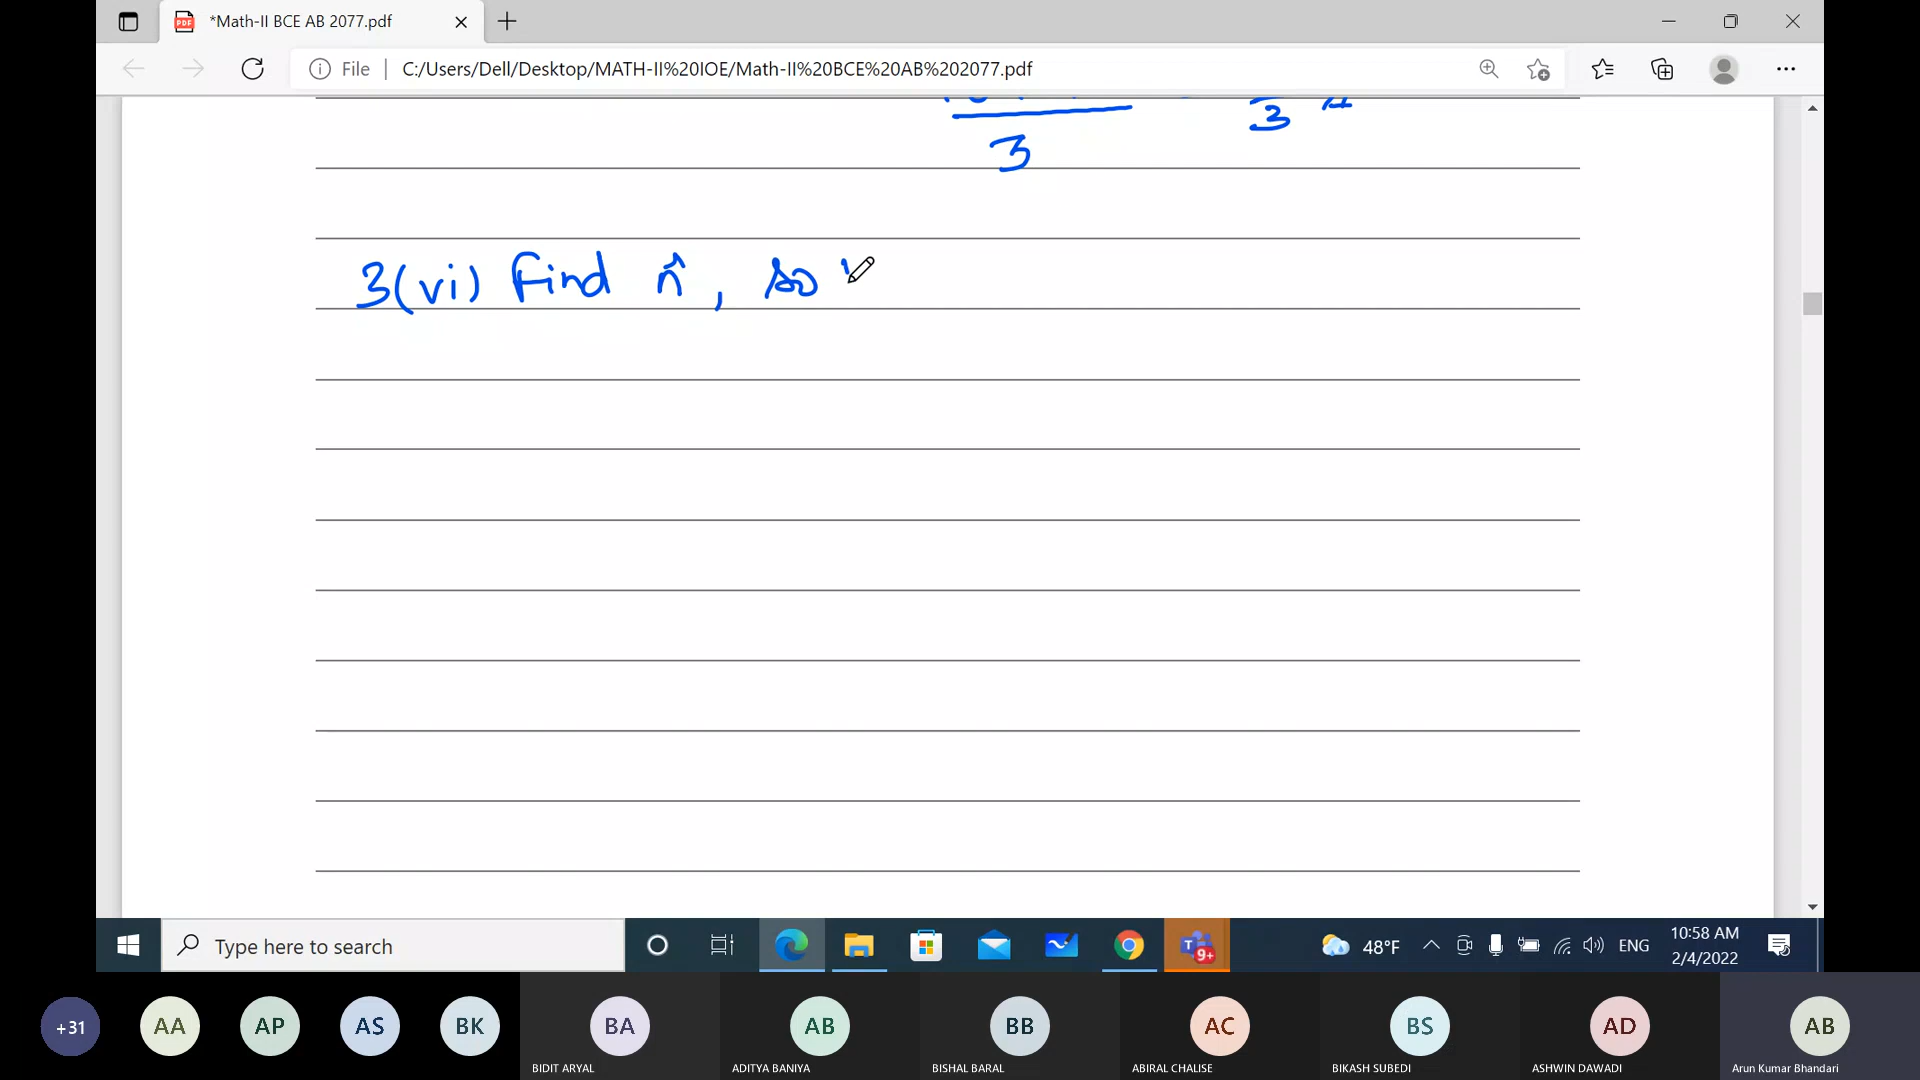 *Math-II BCE AB 2077.pdf
File | C:/Users/Dell/Desktop/MATH-II%20IOE/Math-II%20BCE%20AB%202077.pdf
3
3
3(vi) Find n̂, so
Type here to search
9+
48°F
ENG
10:58 AM
2/4/2022
+31
AA
AP
AS
BK
BA
AB
BB
AC
BS
AD
AB
BIDIT ARYAL
ADITYA BANIYA
BISHAL BARAL
ABIRAL CHALISE
BIKASH SUBEDI
ASHWIN DAWADI
Arun Kumar Bhandari